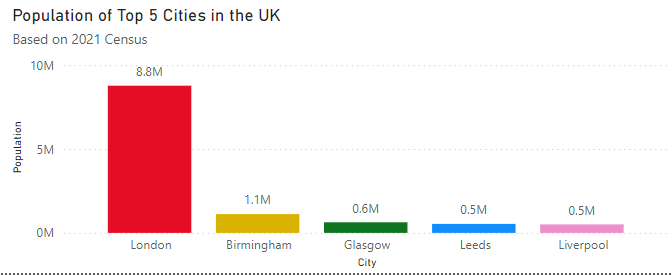 Population of Top 5 Cities in the UK
Based on 2021 Census
10M
8.8M
5M
1.1M
0.6M
0.5M
0.5M
0M
London Birmingham Glasgow Leeds Liverpool
City
Population